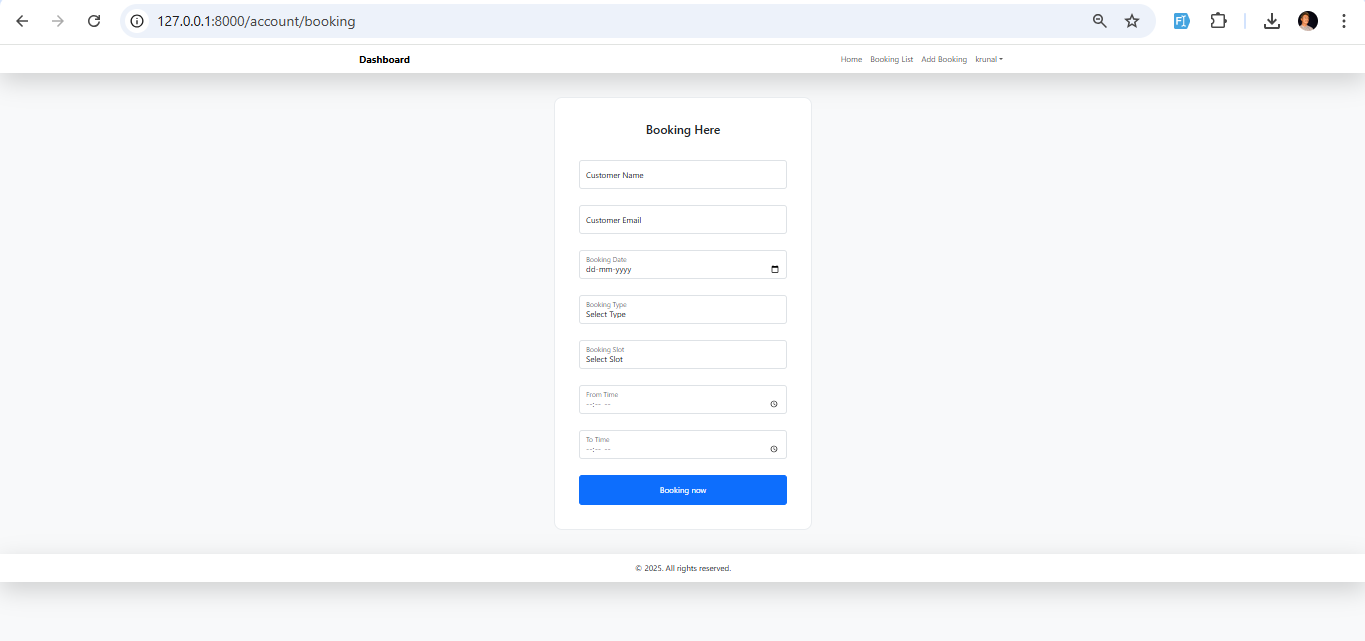 127.0.0.1:8000/account/booking
Dashboard
Home Booking List Add Booking krunal
Booking Here
Customer Name
Customer Email
Booking Date
dd-mm-yyyy
Booking Type
Select Type
Booking Slot
Select Slot
From Time
--:-- --
To Time
--:-- --
Booking now
© 2025. All rights reserved.